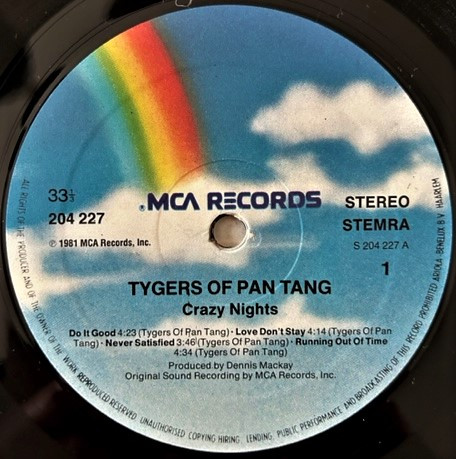 MCA RECORDS
33⅓
204 227
℗ 1981 MCA Records, Inc.
STEREO
STEMRA
S 204 227 A
1
TYGERS OF PAN TANG
Crazy Nights
Do It Good 4:23 (Tygers Of Pan Tang) · Love Don't Stay 4:14 (Tygers Of Pan
Tang) · Never Satisfied 3:46 (Tygers Of Pan Tang) · Running Out Of Time
4:34 (Tygers Of Pan Tang)
Produced by Dennis Mackay
Original Sound Recording by MCA Records, Inc.
ALL RIGHTS OF THE PRODUCER AND OF THE OWNER OF THE WORK REPRODUCED RESERVED. UNAUTHORISED COPYING HIRING, LENDING, PUBLIC PERFORMANCE AND BROADCASTING OF THIS RECORD PROHIBITED ARIOLA-BENELUX B V HAARLEM